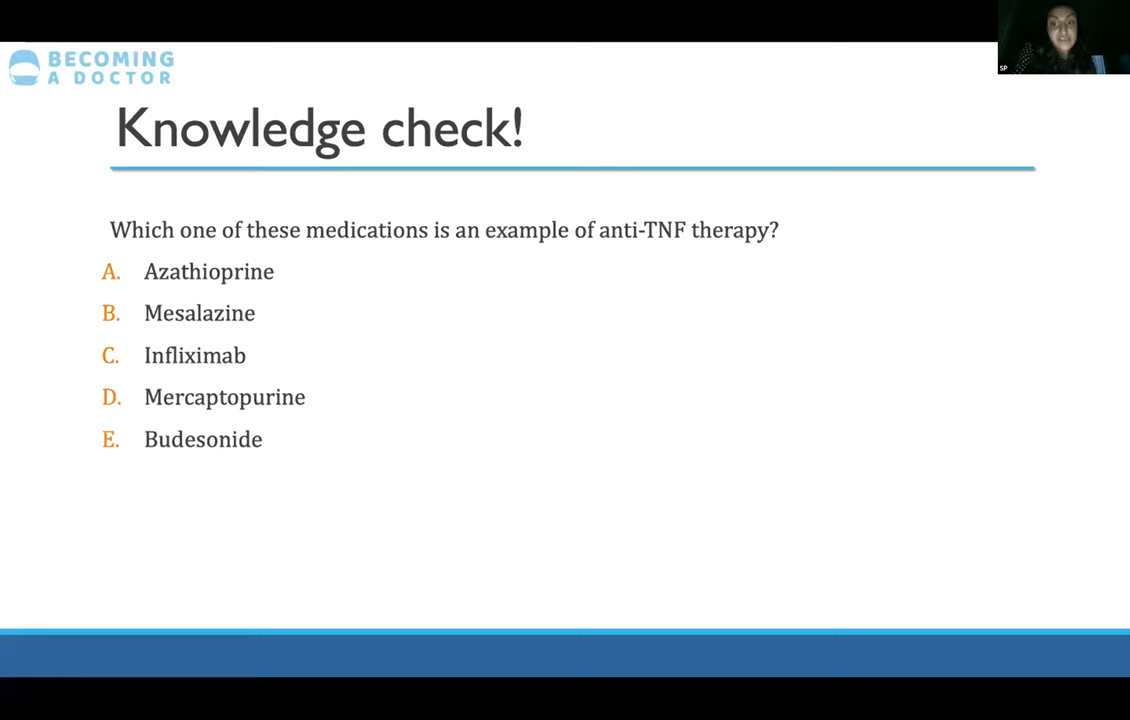 BECOMING
A DOCTOR
SP
Knowledge check!
Which one of these medications is an example of anti-TNF therapy?
A. Azathioprine
B. Mesalazine
C. Infliximab
D. Mercaptopurine
E. Budesonide